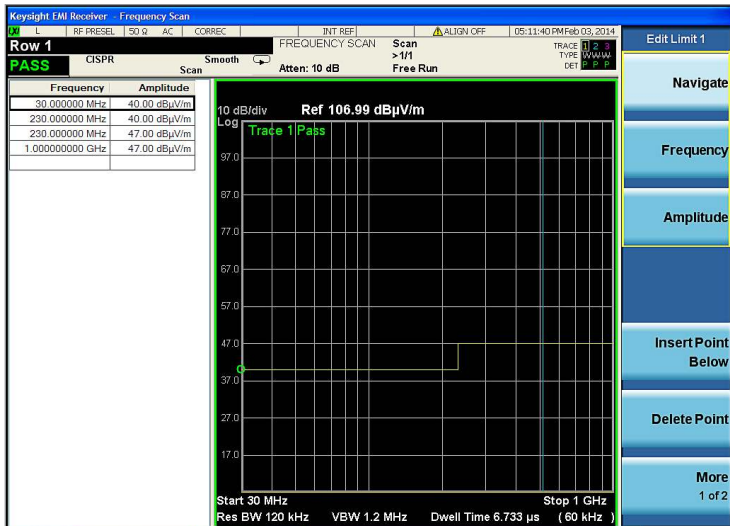 Keysight EMI Receiver - Frequency Scan
LXI L RF PRESEL 50 Ω AC CORREC INT REF ALIGN OFF 05:11:40 PM Feb 03, 2014
Row 1 FREQUENCY SCAN Scan TRACE 1 2 3
>1/1 TYPE W W W
PASS CISPR Smooth Atten: 10 dB Free Run DET P P P
Scan
Edit Limit 1
Frequency Amplitude
30.000000 MHz 40.00 dBµV/m
230.000000 MHz 40.00 dBµV/m
230.000000 MHz 47.00 dBµV/m
1.000000000 GHz 47.00 dBµV/m
10 dB/div Ref 106.99 dBµV/m
Log
Trace 1 Pass
97.0
87.0
77.0
67.0
57.0
47.0
37.0
27.0
17.0
Start 30 MHz Stop 1 GHz
Res BW 120 kHz VBW 1.2 MHz Dwell Time 6.733 µs (60 kHz)
Navigate
Frequency
Amplitude
Insert Point
Below
Delete Point
More
1 of 2